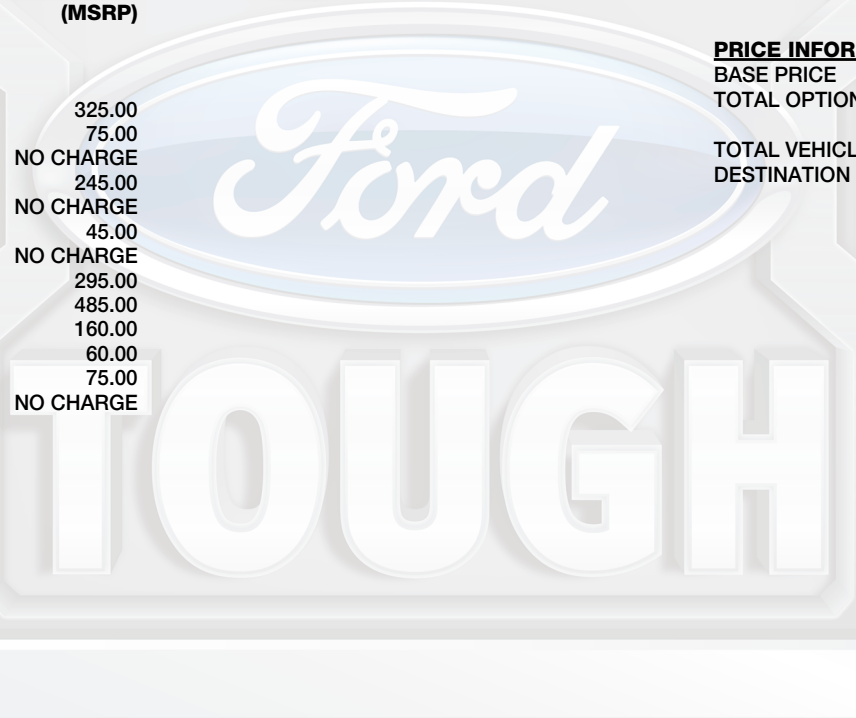 (MSRP)
325.00
75.00
NO CHARGE
245.00
NO CHARGE
45.00
NO CHARGE
295.00
485.00
160.00
60.00
75.00
NO CHARGE
PRICE INFOR
BASE PRICE
TOTAL OPTION
TOTAL VEHICL
DESTINATION
Ford
TOUGH